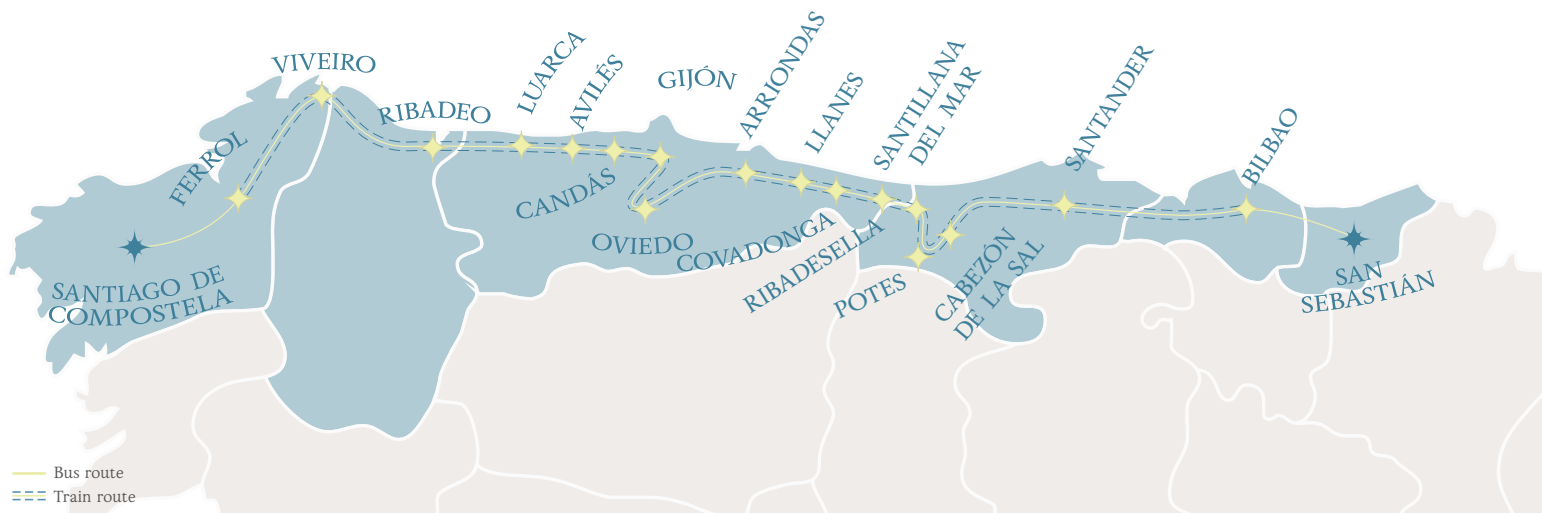 VIVEIRO
RIBADEO
LUARCA
AVILÉS
GIJÓN
ARRIONDAS
LLANES
SANTILLANA
DEL MAR
SANTANDER
BILBAO
FERROL
CANDÁS
OVIEDO
COVADONGA
RIBADESELLA
POTES
CABEZÓN
DE LA SAL
SAN
SEBASTIÁN
SANTIAGO DE
COMPOSTELA
Bus route
Train route